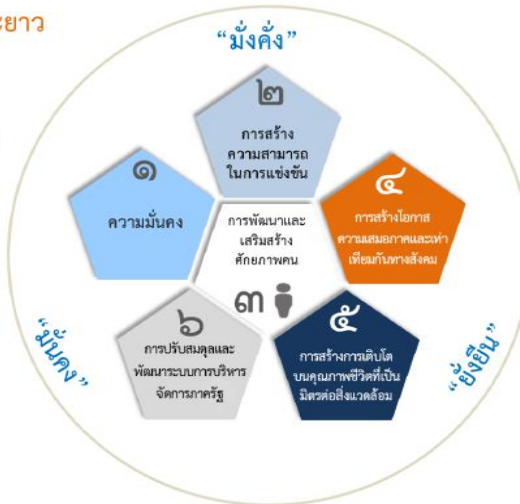 ะยาว
“มั่งคั่ง”
๒
การสร้าง
ความสามารถ
ในการแข่งขัน
๑
ความมั่นคง
๔
การสร้างโอกาส
ความเสมอภาคและเท่า
เทียมกันทางสังคม
การพัฒนาและ
เสริมสร้าง
ศักยภาพคน
๓
๖
การปรับสมดุลและ
พัฒนาระบบการบริหาร
จัดการภาครัฐ
๕
การสร้างการเติบโต
บนคุณภาพชีวิตที่เป็น
มิตรต่อสิ่งแวดล้อม
“มั่นคง”
“ยั่งยืน”